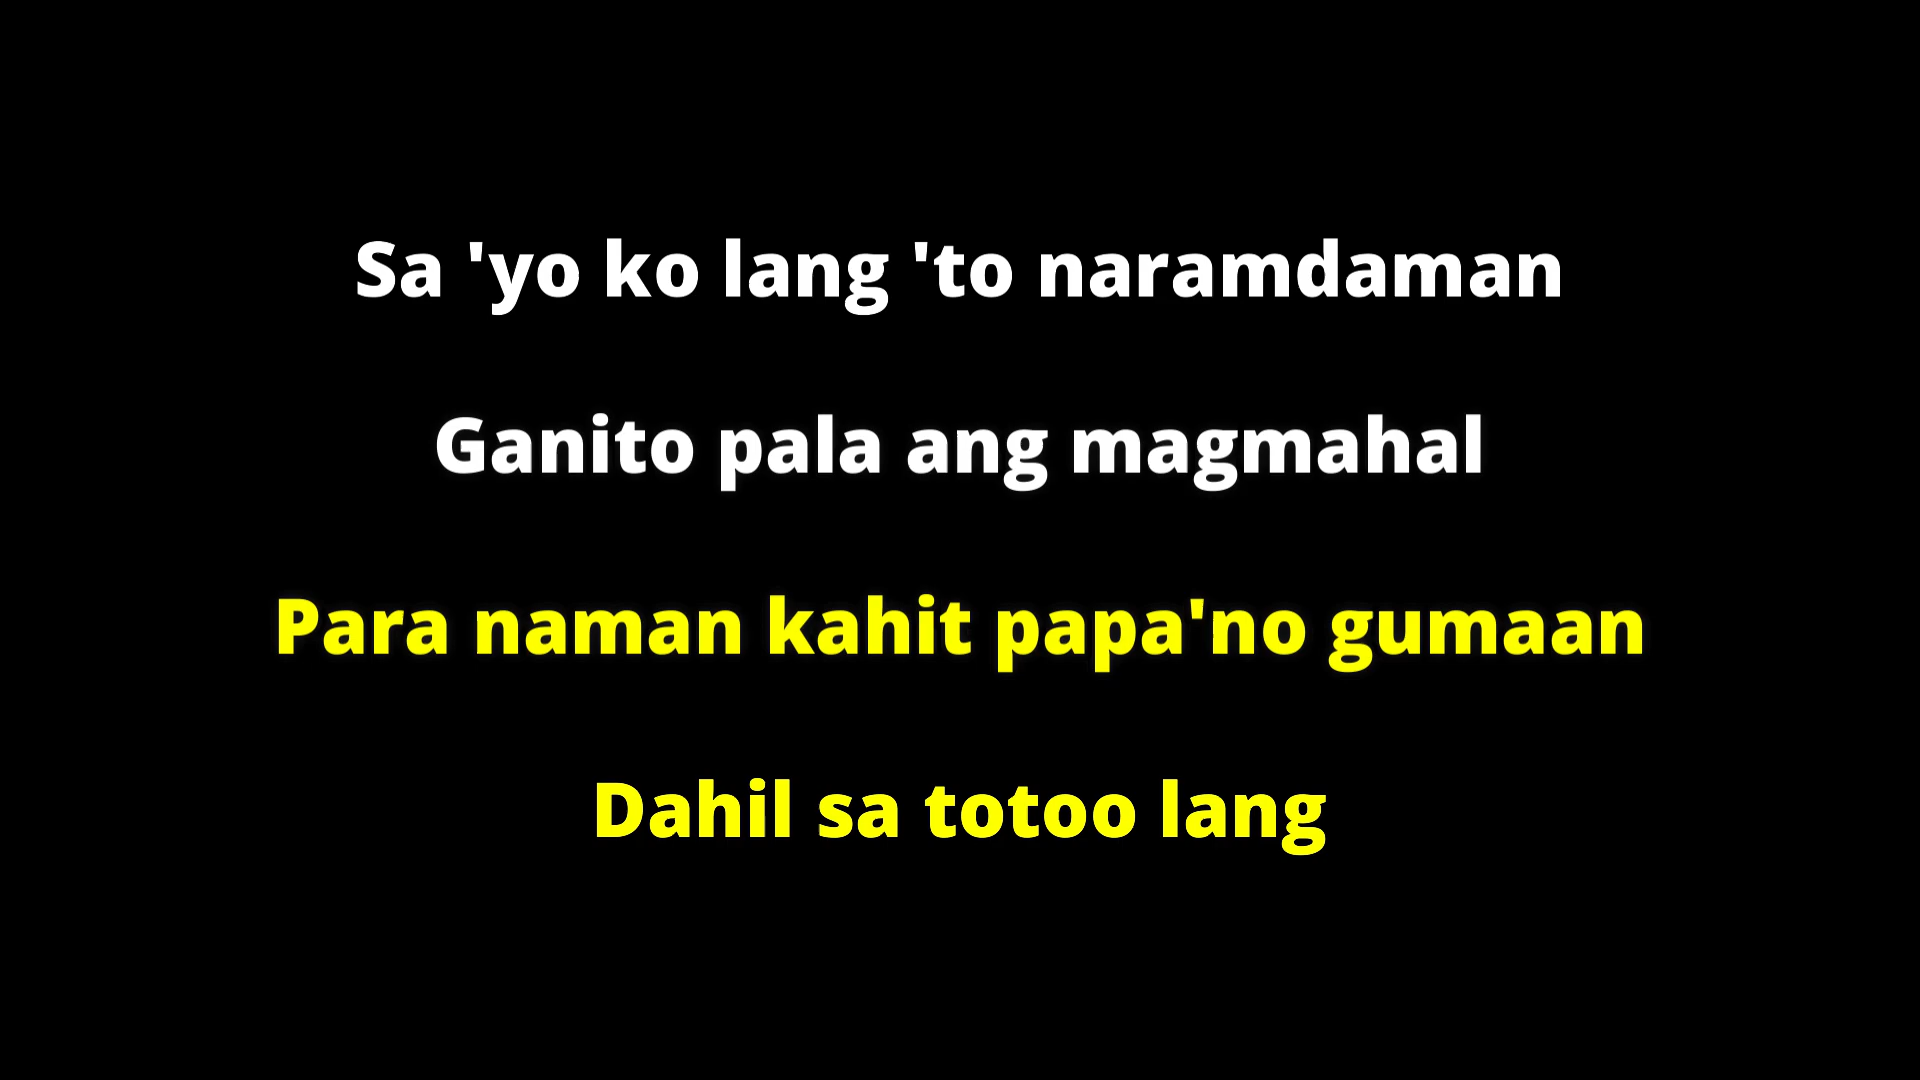 Sa 'yo ko lang 'to naramdaman
Ganito pala ang magmahal
Para naman kahit papa'no gumaan
Dahil sa totoo lang